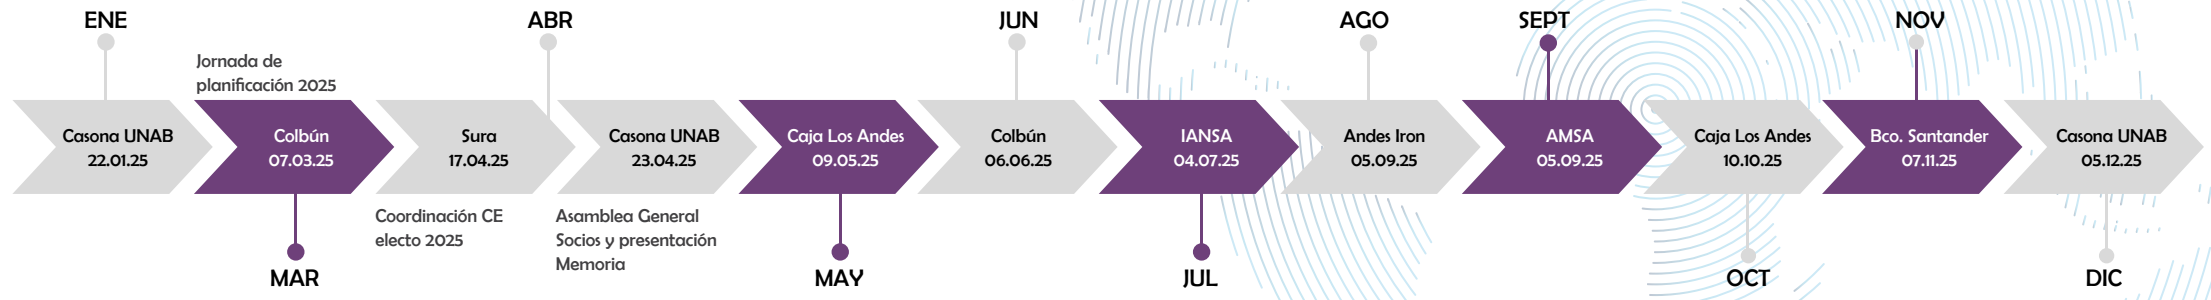 ENE
ABR
JUN
AGO
SEPT
NOV
Jornada de
planificación 2025
Casona UNAB
22.01.25
Colbún
07.03.25
Sura
17.04.25
Casona UNAB
23.04.25
Caja Los Andes
09.05.25
Colbún
06.06.25
IANSA
04.07.25
Andes Iron
05.09.25
AMSA
05.09.25
Caja Los Andes
10.10.25
Bco. Santander
07.11.25
Casona UNAB
05.12.25
Coordinación CE
electo 2025
Asamblea General
Socios y presentación
Memoria
MAR
MAY
JUL
OCT
DIC